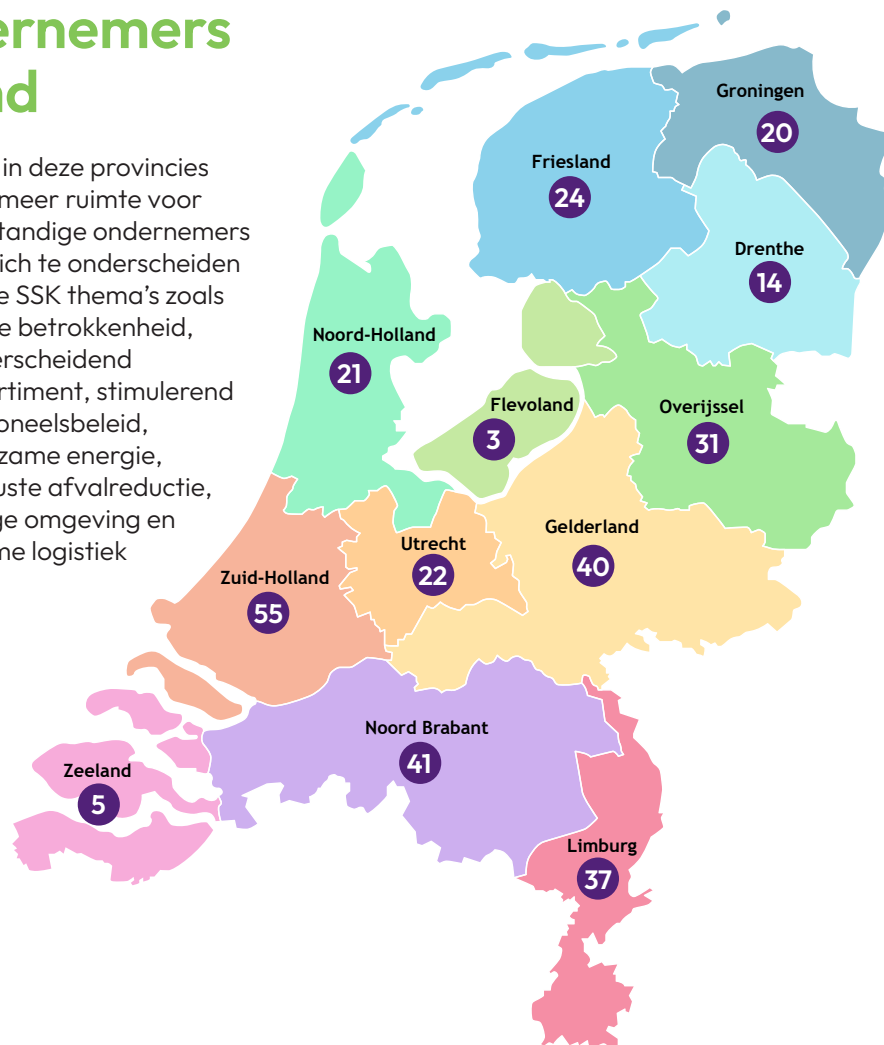 ernemers
d
in deze provincies
meer ruimte voor
tandige ondernemers
ich te onderscheiden
e SSK thema's zoals
e betrokkenheid,
erscheidend
rtiment, stimulerend
oneelsbeleid,
zame energie,
uste afvalreductie,
ge omgeving en
me logistiek
Groningen
20
Friesland
24
Drenthe
14
Noord-Holland
21
Flevoland
3
Overijssel
31
Gelderland
40
Utrecht
22
Zuid-Holland
55
Noord Brabant
41
Zeeland
5
Limburg
37